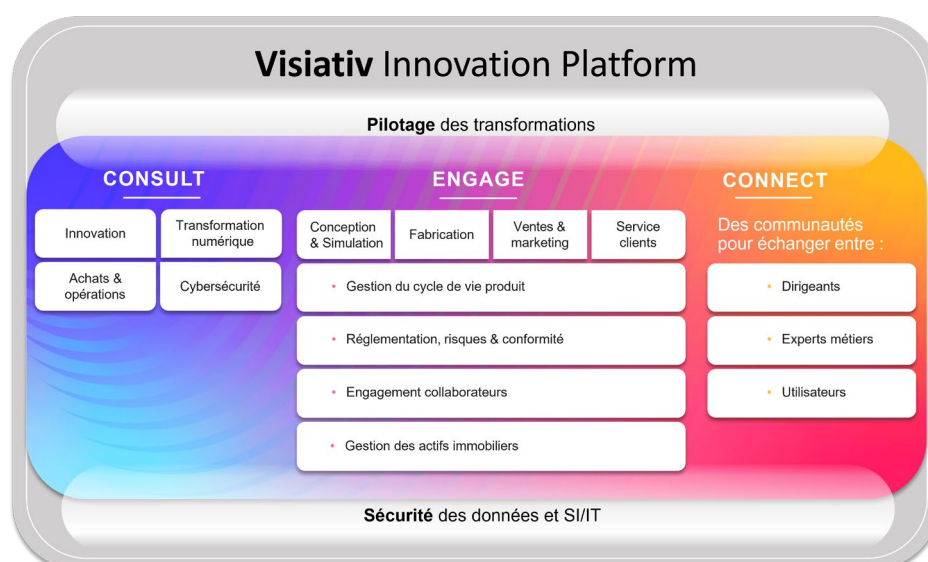 Visiativ Innovation Platform
Pilotage des transformations
CONSULT
Innovation
Transformation
numérique
Achats &
opérations
Cybersécurité
ENGAGE
Conception
& Simulation
Fabrication
Ventes &
marketing
Service
clients
• Gestion du cycle de vie produit
• Réglementation, risques & conformité
• Engagement collaborateurs
• Gestion des actifs immobiliers
CONNECT
Des communautés
pour échanger entre :
• Dirigeants
• Experts métiers
• Utilisateurs
Sécurité des données et SI/IT